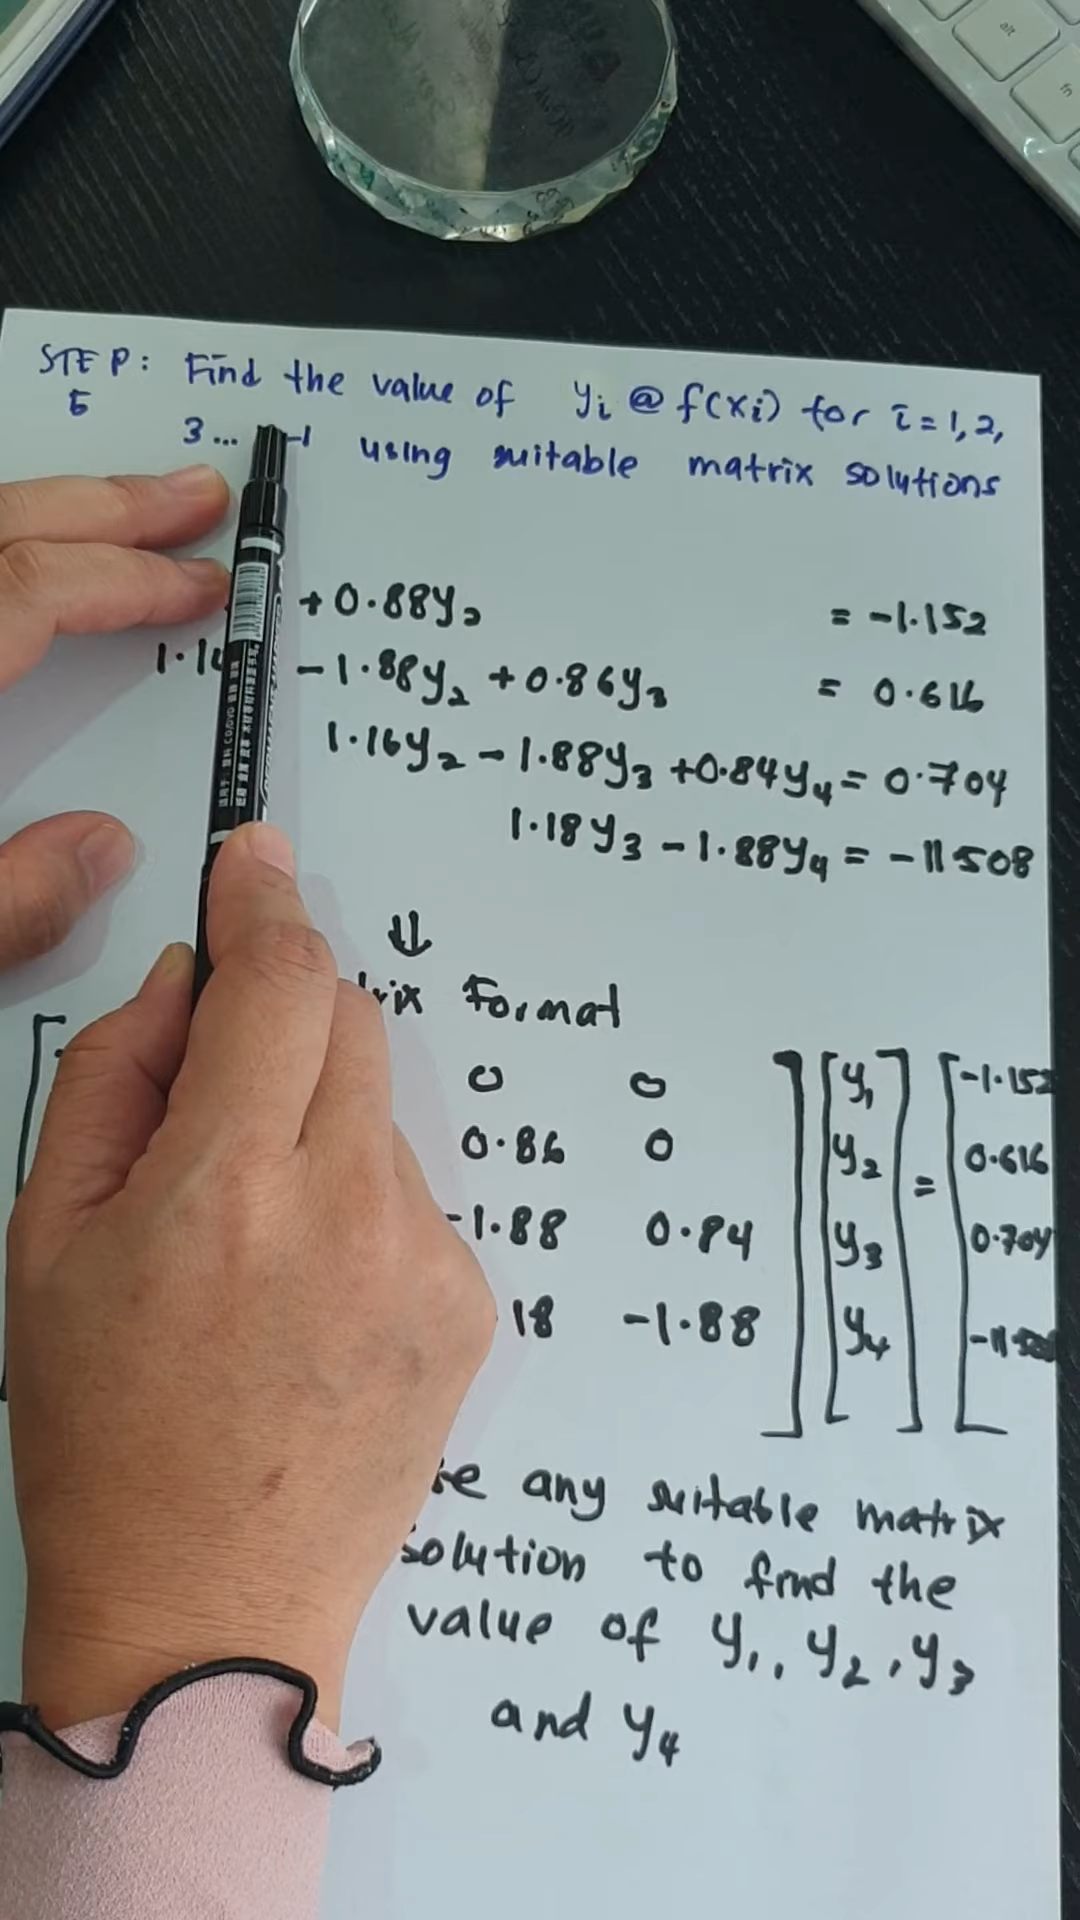 STEP: Find the value of yᵢ @ f(xᵢ) for i = 1, 2,
5
3... -1 using suitable matrix solutions
+ 0.88y₂ = -1.152
1.1 - 1.88y₂ + 0.86y₃ = 0.616
1.16y₂ - 1.88y₃ + 0.84y₄ = 0.704
1.18y₃ - 1.88y₄ = -11.508
⇓
Format
0 0 y₁ -1.152
0.86 0 y₂ = 0.616
-1.88 0.84 y₃ 0.704
18 -1.88 y₄
any suitable matrix
solution to find the
value of y₁, y₂, y₃
and y₄
alt
fn